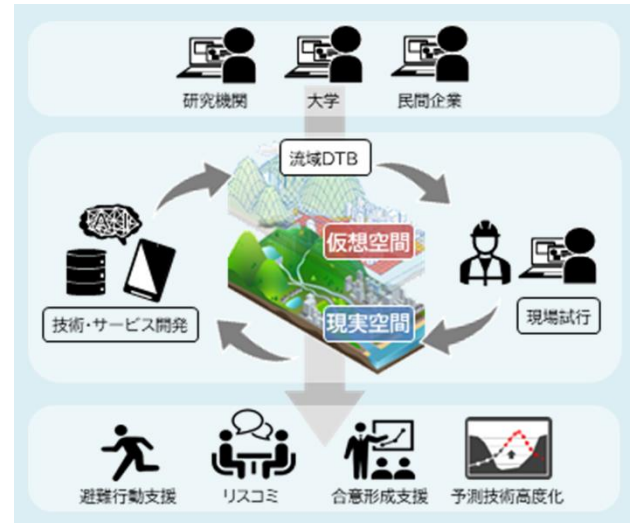 研究機関
大学
民間企業
流域DTB
仮想空間
現実空間
技術・サービス開発
現場試行
避難行動支援
リスコミ
合意形成支援
予測技術高度化